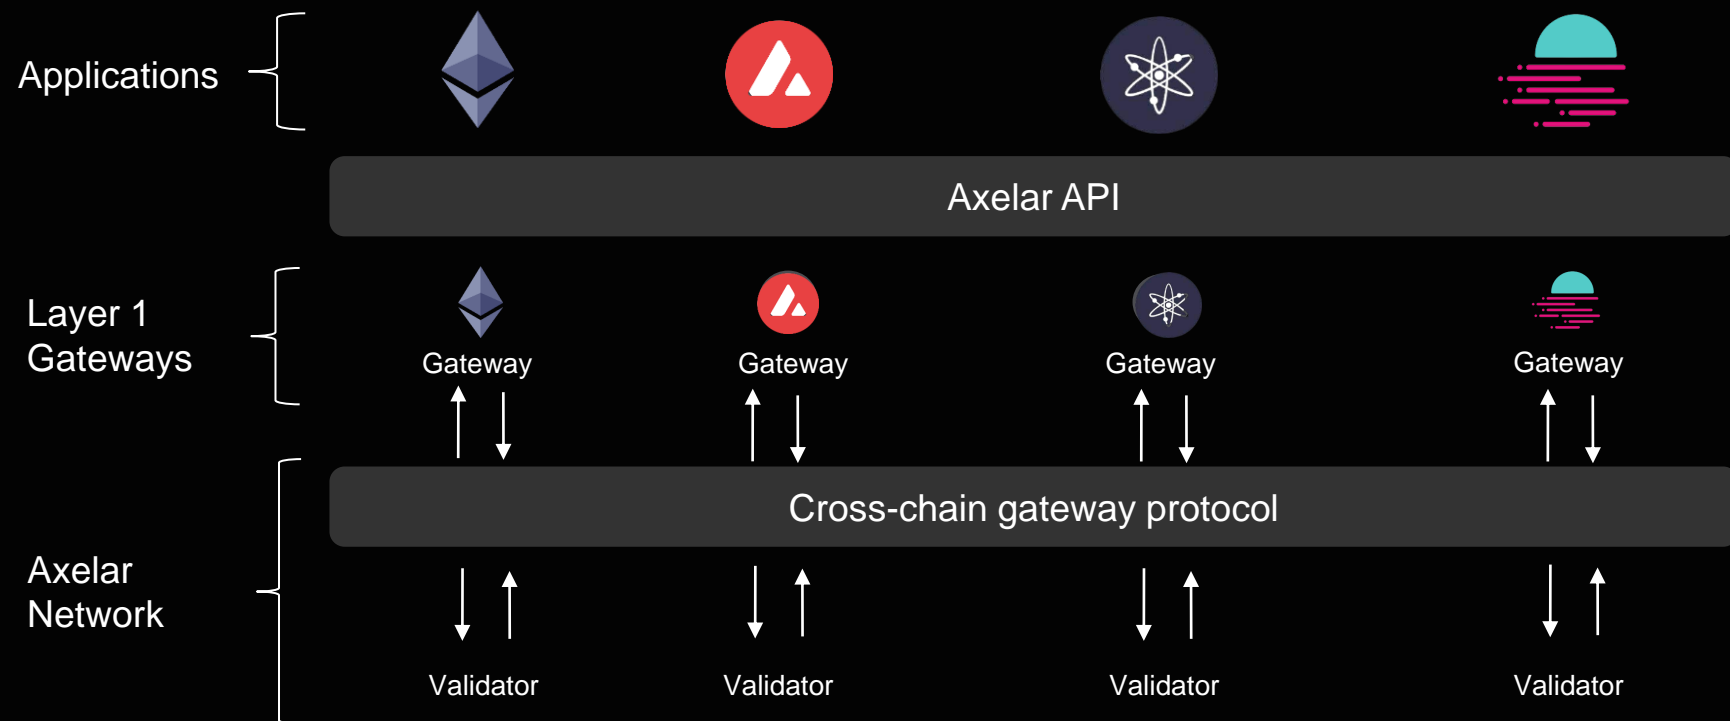 Applications
Axelar API
Layer 1
Gateways
Gateway Gateway Gateway Gateway
Cross-chain gateway protocol
Axelar
Network
Validator Validator Validator Validator